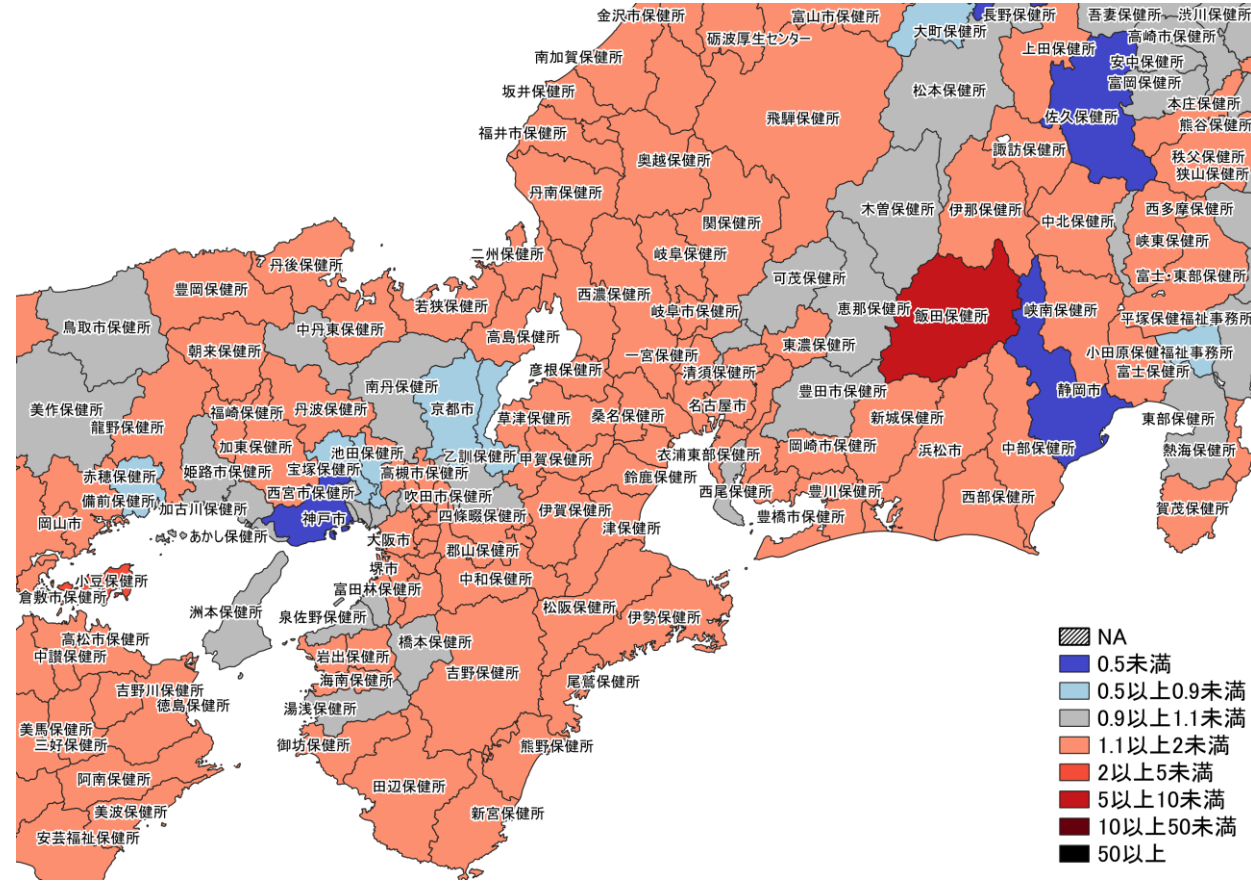 金沢市保健所
富山市保健所
長野保健所
吾妻保健所
渋川保健所
大町保健所
砺波厚生センター
高崎市保健所
南加賀保健所
上田保健所
安中保健所
富岡保健所
坂井保健所
松本保健所
本庄保健所
佐久保健所
飛騨保健所
熊谷保健所
福井市保健所
諏訪保健所
秩父保健所
奥越保健所
狭山保健所
丹南保健所
木曽保健所
伊那保健所
西多摩保健所
関保健所
中北保健所
峡東保健所
二州保健所
岐阜保健所
丹後保健所
可茂保健所
富士・東部保健所
豊岡保健所
西濃保健所
若狭保健所
恵那保健所
岐阜市保健所
飯田保健所
峡南保健所
平塚保健福祉事務所
鳥取市保健所
中丹東保健所
高島保健所
東濃保健所
朝来保健所
一宮保健所
小田原保健福祉事務所
彦根保健所
清須保健所
富士保健所
南丹保健所
豊田市保健所
静岡市
美作保健所
京都市
名古屋市
丹波保健所
福崎保健所
草津保健所
桑名保健所
新城保健所
東部保健所
龍野保健所
加東保健所
岡崎市保健所
浜松市
中部保健所
池田保健所
乙訓保健所
甲賀保健所
衣浦東部保健所
熱海保健所
宝塚保健所
高槻市保健所
赤穂保健所
姫路市保健所
鈴鹿保健所
西宮市保健所
吹田市保健所
西尾保健所
豊川保健所
西部保健所
備前保健所
加古川保健所
伊賀保健所
賀茂保健所
神戸市
四條畷保健所
豊橋市保健所
岡山市
津保健所
あかし保健所
大阪市
郡山保健所
堺市
小豆保健所
中和保健所
富田林保健所
倉敷市保健所
洲本保健所
松阪保健所
泉佐野保健所
伊勢保健所
高松市保健所
橋本保健所
中讃保健所
岩出保健所
吉野保健所
海南保健所
尾鷲保健所
吉野川保健所
徳島保健所
湯浅保健所
美馬保健所
三好保健所
御坊保健所
熊野保健所
阿南保健所
田辺保健所
美波保健所
新宮保健所
安芸福祉保健所
NA
0.5未満
0.5以上0.9未満
0.9以上1.1未満
1.1以上2未満
2以上5未満
5以上10未満
10以上50未満
50以上